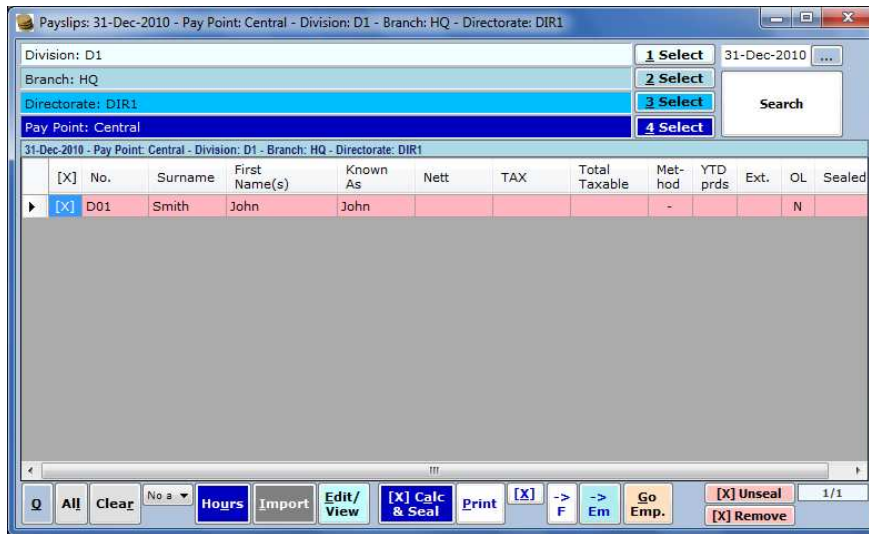 Payslips: 31-Dec-2010 - Pay Point: Central - Division: D1 - Branch: HQ - Directorate: DIR1
Division: D1 1 Select 31-Dec-2010 ...
Branch: HQ 2 Select
Directorate: DIR1 3 Select Search
Pay Point: Central 4 Select
31-Dec-2010 - Pay Point: Central - Division: D1 - Branch: HQ - Directorate: DIR1
[X] No. Surname First Name(s) Known As Nett TAX Total Taxable Met-hod YTD prds Ext. OL Sealed
[X] D01 Smith John John - N
Q All Clear No a Hours Import Edit/ View [X] Calc & Seal Print [X] -> F -> Em Go Emp. [X] Unseal 1/1
[X] Remove